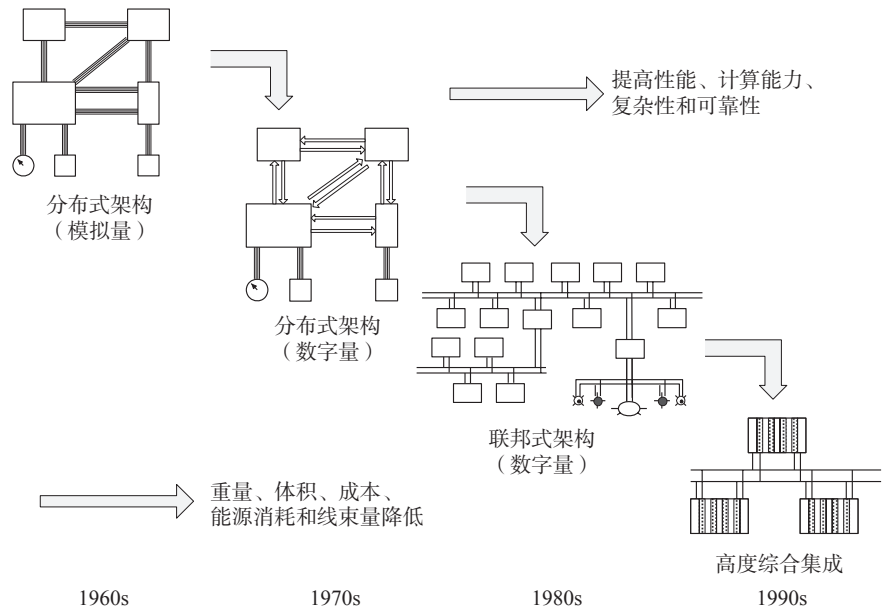 提高性能、计算能力、
复杂性和可靠性
分布式架构
（模拟量）
分布式架构
（数字量）
联邦式架构
（数字量）
重量、体积、成本、
能源消耗和线束量降低
高度综合集成
1960s
1970s
1980s
1990s